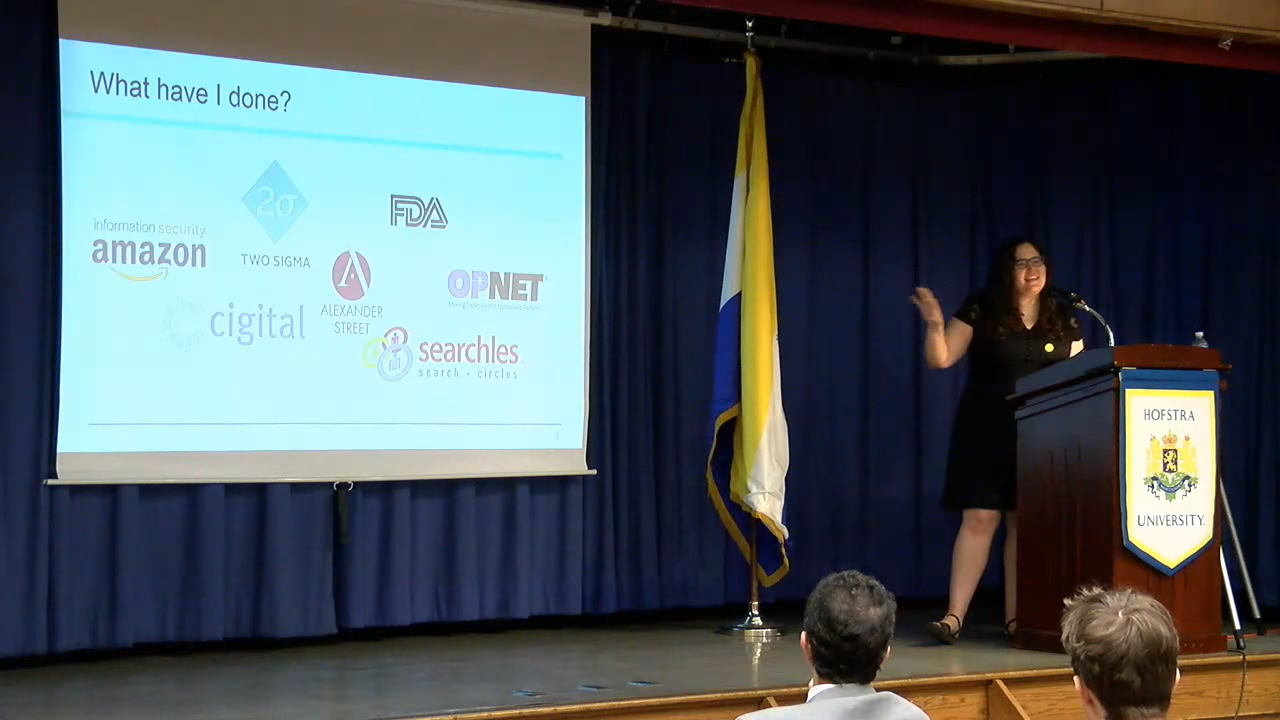 What have I done?
2σ
FDA
information security
amazon
TWO SIGMA
A
OPNET
ALEXANDER
STREET
cigital
searchles
search • circles
5
HOFSTRA
UNIVERSITY